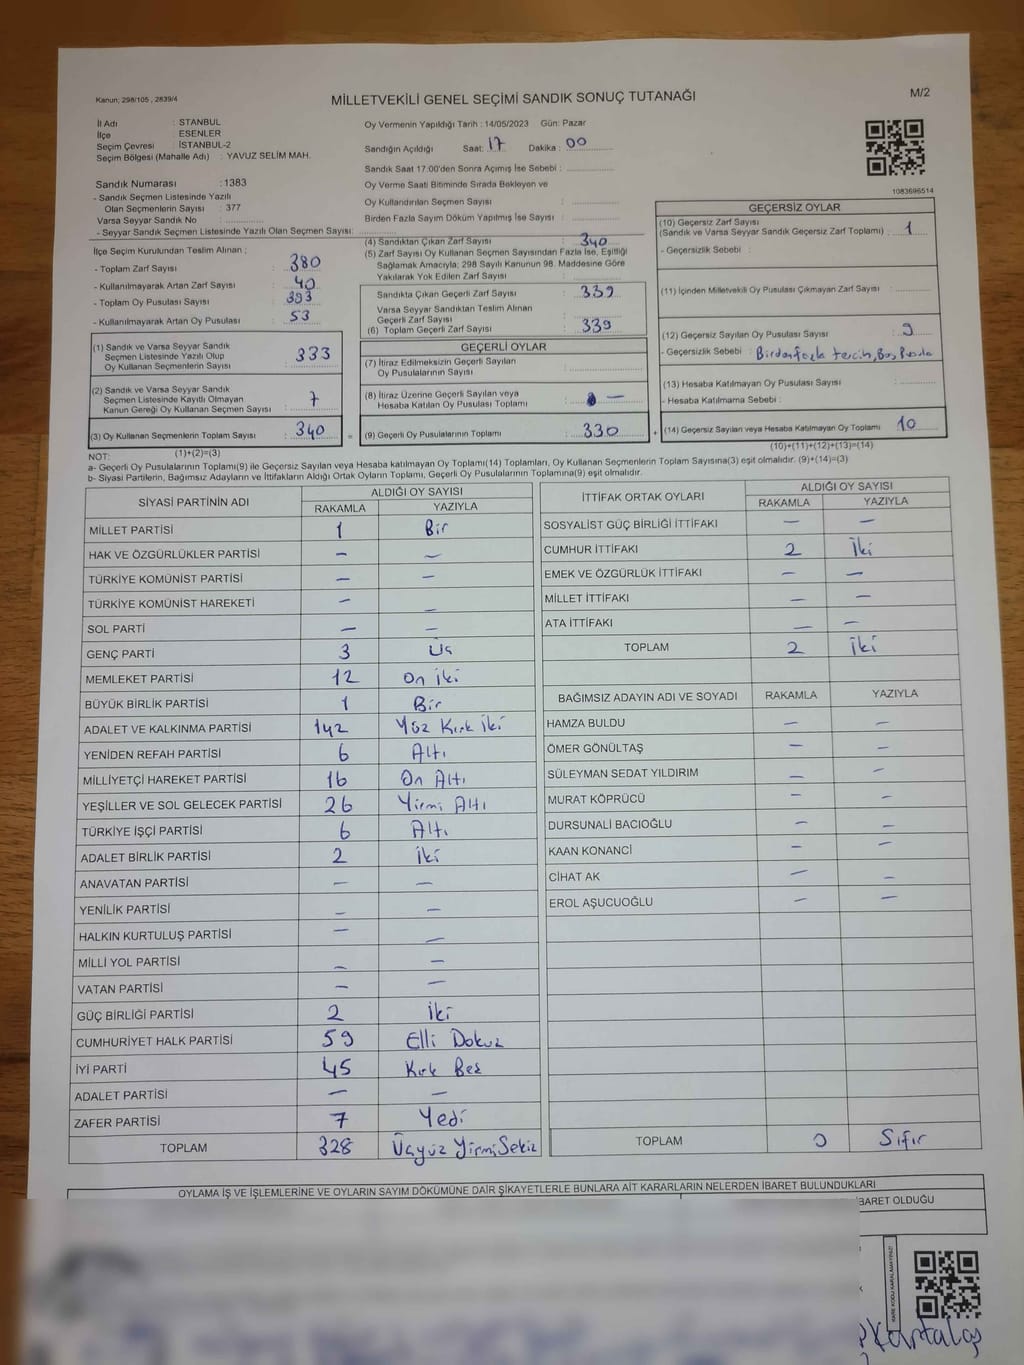 Kanun; 298/105 , 2839/4
MİLLETVEKİLİ GENEL SEÇİMİ SANDIK SONUÇ TUTANAĞI
M/2
İl Adı : STANBUL
İlçe : ESENLER
Seçim Çevresi : İSTANBUL-2
Seçim Bölgesi (Mahalle Adı) : YAVUZ SELİM MAH.
Sandık Numarası : 1383
- Sandık Seçmen Listesinde Yazılı
Olan Seçmenlerin Sayısı : 377
Varsa Seyyar Sandık No :
- Seyyar Sandık Seçmen Listesinde Yazılı Olan Seçmen Sayısı:
Oy Vermenin Yapıldığı Tarih : 14/05/2023 Gün: Pazar
Sandığın Açıldığı Saat: 17 Dakika : 00
Sandık Saat 17:00'den Sonra Açımış İse Sebebi :
Oy Verme Saati Bitiminde Sırada Bekleyen ve
Oy Kullandırılan Seçmen Sayısı :
Birden Fazla Sayım Döküm Yapılmış İse Sayısı :
1083696514
İlçe Seçim Kurulundan Teslim Alınan ;
- Toplam Zarf Sayısı : 380
- Kullanılmayarak Artan Zarf Sayısı : 40
- Toplam Oy Pusulası Sayısı : 393
- Kullanılmayarak Artan Oy Pusulası : 53
(1) Sandık ve Varsa Seyyar Sandık
Seçmen Listesinde Yazılı Olup
Oy Kullanan Seçmenlerin Sayısı : 333
(2) Sandık ve Varsa Seyyar Sandık
Seçmen Listesinde Kayıtlı Olmayan
Kanun Gereği Oy Kullanan Seçmen Sayısı : 7
(3) Oy Kullanan Seçmenlerin Toplam Sayısı : 340
(1)+(2)=(3)
(4) Sandıktan Çıkan Zarf Sayısı : 340
(5) Zarf Sayısı Oy Kullanan Seçmen Sayısından Fazla İse, Eşitliği
Sağlamak Amacıyla; 298 Sayılı Kanunun 98. Maddesine Göre
Yakılarak Yok Edilen Zarf Sayısı :
Sandıkta Çıkan Geçerli Zarf Sayısı : 339
Varsa Seyyar Sandıktan Teslim Alınan
Geçerli Zarf Sayısı :
(6) Toplam Geçerli Zarf Sayısı : 339
GEÇERLİ OYLAR
(7) İtiraz Edilmeksizin Geçerli Sayılan
Oy Pusulalarının Sayısı :
(8) İtiraz Üzerine Geçerli Sayılan veya
Hesaba Katılan Oy Pusulası Toplamı : —
= (9) Geçerli Oy Pusulalarının Toplamı : 330 +
GEÇERSİZ OYLAR
(10) Geçersiz Zarf Sayısı
(Sandık ve Varsa Seyyar Sandık Geçersiz Zarf Toplamı) : 1
- Geçersizlik Sebebi :
(11) İçinden Milletvekili Oy Pusulası Çıkmayan Zarf Sayısı :
(12) Geçersiz Sayılan Oy Pusulası Sayısı : 9
- Geçersizlik Sebebi : Birden fazla tercih, Boş Pusula
(13) Hesaba Katılmayan Oy Pusulası Sayısı :
- Hesaba Katılmama Sebebi :
(14) Geçersiz Sayılan veya Hesaba Katılmayan Oy Toplamı 10
(10)+(11)+(12)+(13)=(14)
NOT:
a- Geçerli Oy Pusulalarının Toplamı(9) ile Geçersiz Sayılan veya Hesaba katılmayan Oy Toplamı(14) Toplamları, Oy Kullanan Seçmenlerin Toplam Sayısına(3) eşit olmalıdır. (9)+(14)=(3)
b- Siyasi Partilerin, Bağımsız Adayların ve İttifakların Aldığı Ortak Oyların Toplamı, Geçerli Oy Pusulalarının Toplamına(9) eşit olmalıdır.
SİYASİ PARTİNİN ADI
ALDIĞI OY SAYISI
RAKAMLA YAZIYLA
MİLLET PARTİSİ 1 Bir
HAK VE ÖZGÜRLÜKLER PARTİSİ — —
TÜRKİYE KOMÜNİST PARTİSİ — —
TÜRKİYE KOMÜNİST HAREKETİ — —
SOL PARTİ — —
GENÇ PARTİ 3 Üç
MEMLEKET PARTİSİ 12 On iki
BÜYÜK BİRLİK PARTİSİ 1 Bir
ADALET VE KALKINMA PARTİSİ 142 Yüz Kırk İki
YENİDEN REFAH PARTİSİ 6 Altı
MİLLİYETÇİ HAREKET PARTİSİ 16 On Altı
YEŞİLLER VE SOL GELECEK PARTİSİ 26 Yirmi Altı
TÜRKİYE İŞÇİ PARTİSİ 6 Altı
ADALET BİRLİK PARTİSİ 2 İki
ANAVATAN PARTİSİ — —
YENİLİK PARTİSİ — —
HALKIN KURTULUŞ PARTİSİ — —
MİLLİ YOL PARTİSİ — —
VATAN PARTİSİ — —
GÜÇ BİRLİĞİ PARTİSİ 2 İki
CUMHURİYET HALK PARTİSİ 59 Elli Dokuz
İYİ PARTİ 45 Kırk Beş
ADALET PARTİSİ — —
ZAFER PARTİSİ 7 Yedi
TOPLAM 328 Üçyüz YirmiSekiz
İTTİFAK ORTAK OYLARI
ALDIĞI OY SAYISI
RAKAMLA YAZIYLA
SOSYALİST GÜÇ BİRLİĞİ İTTİFAKI — —
CUMHUR İTTİFAKI 2 İki
EMEK VE ÖZGÜRLÜK İTTİFAKI — —
MİLLET İTTİFAKI — —
ATA İTTİFAKI — —
TOPLAM 2 İki
BAĞIMSIZ ADAYIN ADI VE SOYADI RAKAMLA YAZIYLA
HAMZA BULDU — —
ÖMER GÖNÜLTAŞ — —
SÜLEYMAN SEDAT YILDIRIM — —
MURAT KÖPRÜCÜ — —
DURSUNALİ BACIOĞLU — —
KAAN KONANCİ — —
CİHAT AK — —
EROL AŞUCUOĞLU — —
TOPLAM 0 Sıfır
OYLAMA İŞ VE İŞLEMLERİNE VE OYLARIN SAYIM DÖKÜMÜNE DAİR ŞİKAYETLERLE BUNLARA AİT KARARLARIN NELERDEN İBARET BULUNDUKLARI
İBARET OLDUĞU
KARE KODU KARALAMAYINIZ!